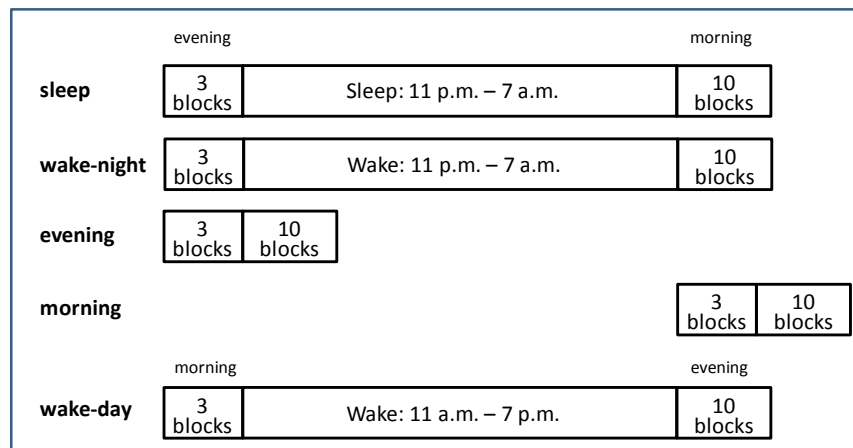 evening morning
sleep
3
blocks
Sleep: 11 p.m. – 7 a.m.
10
blocks
wake-night
3
blocks
Wake: 11 p.m. – 7 a.m.
10
blocks
evening
3
blocks
10
blocks
morning
3
blocks
10
blocks
morning evening
wake-day
3
blocks
Wake: 11 a.m. – 7 p.m.
10
blocks